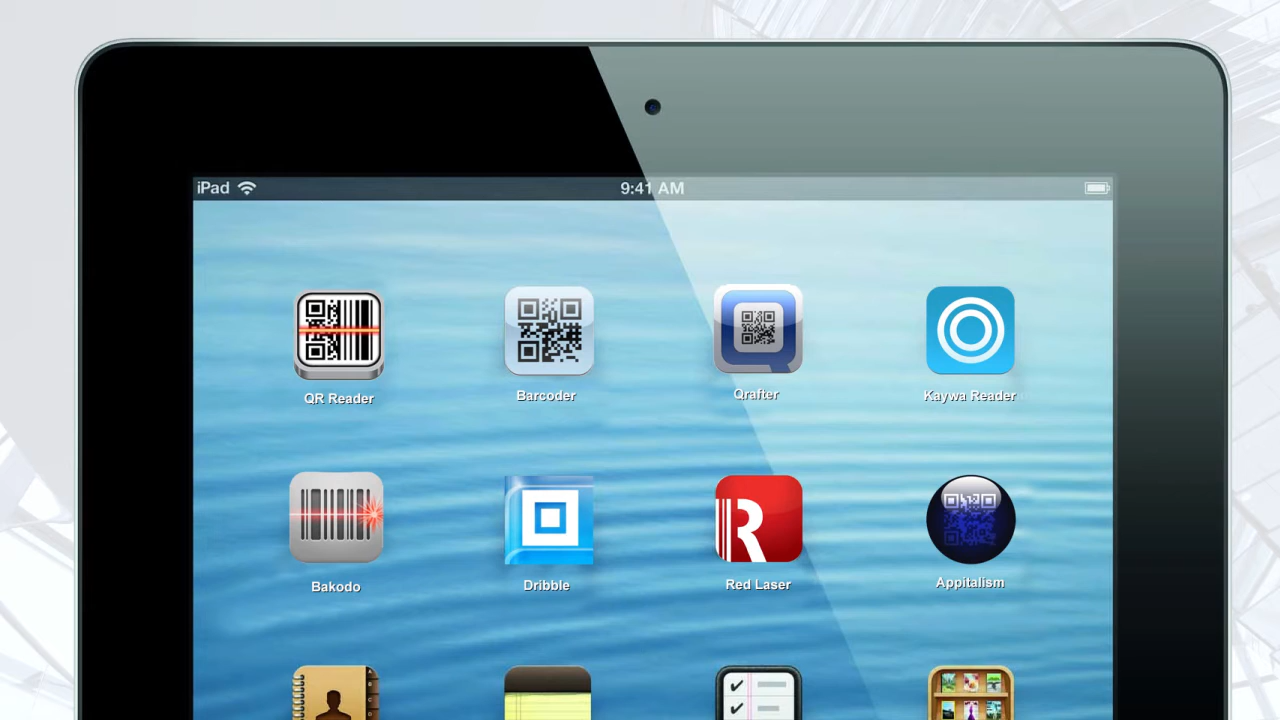 iPad 9:41 AM
QR Reader Barcoder Qrafter Kaywa Reader
Bakodo Dribble Red Laser Appitalism